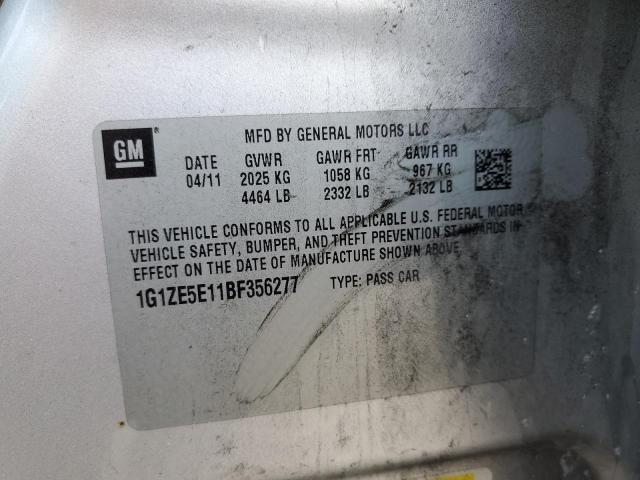 GM®
MFD BY GENERAL MOTORS LLC
DATE GVWR GAWR FRT GAWR RR
04/11 2025 KG 1058 KG 967 KG
4464 LB 2332 LB 2132 LB
THIS VEHICLE CONFORMS TO ALL APPLICABLE U.S. FEDERAL MOTOR
VEHICLE SAFETY, BUMPER, AND THEFT PREVENTION STANDARDS IN
EFFECT ON THE DATE OF MANUFACTURE SHOWN ABOVE.
1G1ZE5E11BF356277 TYPE: PASS CAR